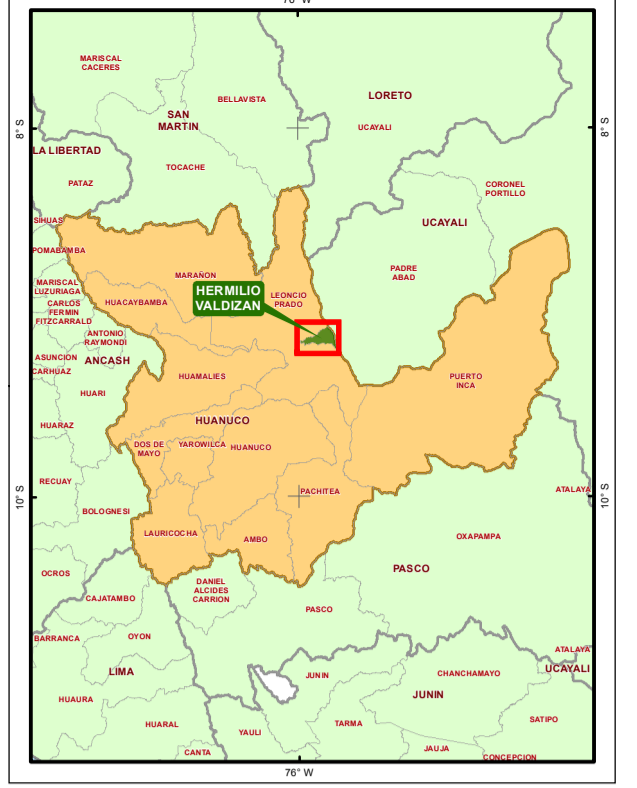 76° W
MARISCAL
CACERES
BELLAVISTA
LORETO
SAN
MARTIN
UCAYALI
8° S
8° S
LA LIBERTAD
TOCACHE
PATAZ
CORONEL
PORTILLO
SIHUAS
UCAYALI
POMABAMBA
PADRE
ABAD
MARAÑON
MARISCAL
LUZURIAGA
HERMILIO
VALDIZAN
LEONCIO
PRADO
HUACAYBAMBA
CARLOS
FERMIN
FITZCARRALD
ANTONIO
RAYMONDI
ASUNCION
ANCASH
CARHUAZ
HUAMALIES
PUERTO
INCA
HUARI
HUANUCO
HUARAZ
DOS DE
MAYO
YAROWILCA
HUANUCO
RECUAY
PACHITEA
ATALAYA
10° S
10° S
BOLOGNESI
LAURICOCHA
AMBO
OXAPAMPA
OCROS
PASCO
DANIEL
ALCIDES
CARRION
CAJATAMBO
PASCO
BARRANCA
OYON
ATALAYA
UCAYALI
LIMA
JUNIN
CHANCHAMAYO
JUNIN
HUAURA
HUARAL
YAULI
TARMA
SATIPO
CANTA
JAUJA
CONCEPCION
76° W